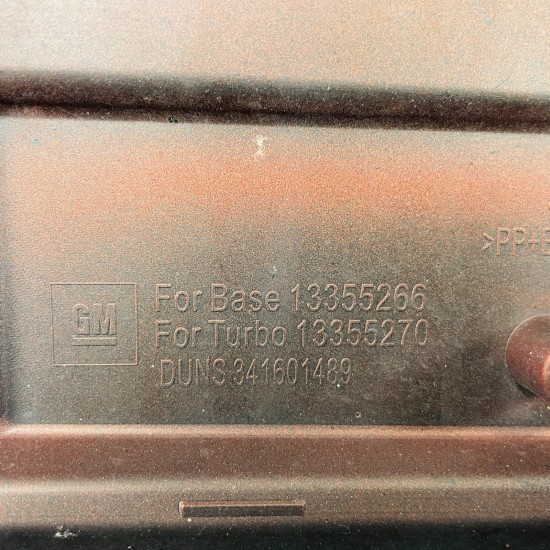 >PP+E
GM
For Base 13355266
For Turbo 13355270
DUNS 341601489